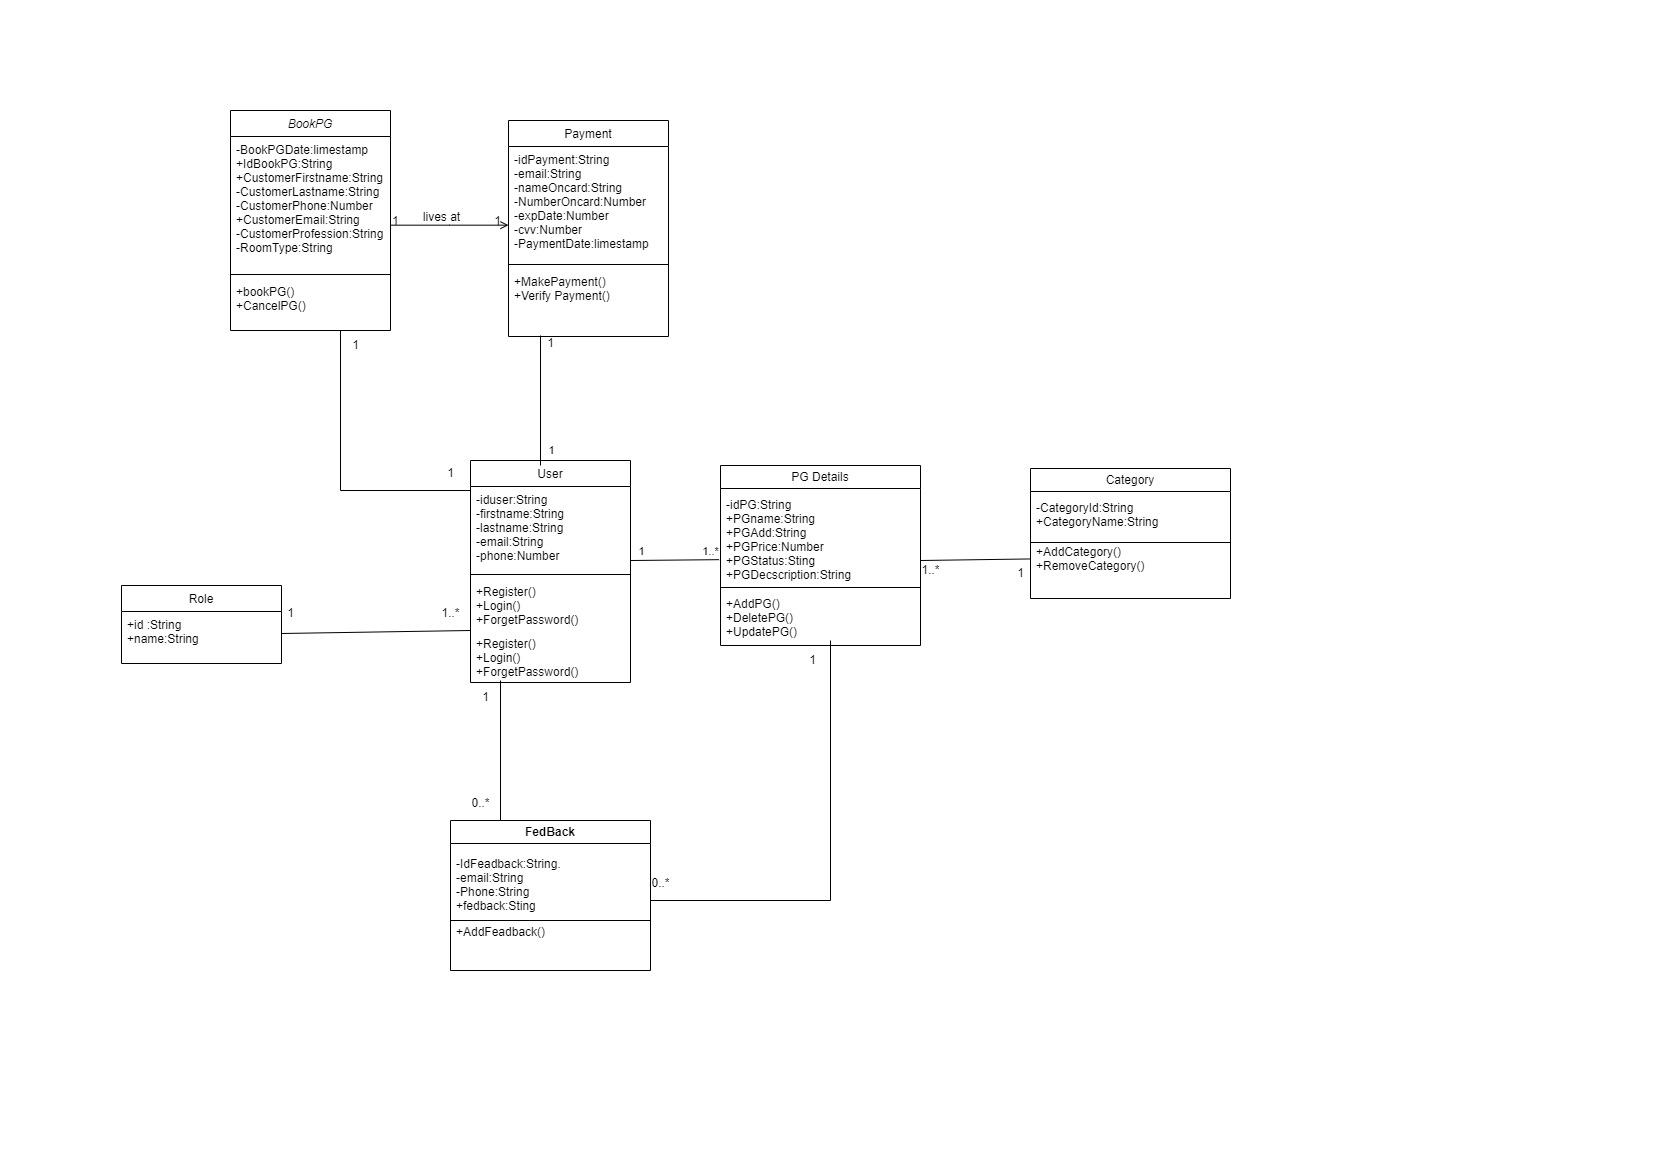 BookPG
-BookPGDate:limestamp
+IdBookPG:String
+CustomerFirstname:String
-CustomerLastname:String
-CustomerPhone:Number
+CustomerEmail:String
-CustomerProfession:String
-RoomType:String
+bookPG()
+CancelPG()
1
lives at
1
Payment
-idPayment:String
-email:String
-nameOncard:String
-NumberOncard:Number
-expDate:Number
-cvv:Number
-PaymentDate:limestamp
+MakePayment()
+Verify Payment()
1
1
1
1
User
-iduser:String
-firstname:String
-lastname:String
-email:String
-phone:Number
+Register()
+Login()
+ForgetPassword()
+Register()
+Login()
+ForgetPassword()
1
1..*
PG Details
-idPG:String
+PGname:String
+PGAdd:String
+PGPrice:Number
+PGStatus:Sting
+PGDecscription:String
+AddPG()
+DeletePG()
+UpdatePG()
1..*
1
Category
-CategoryId:String
+CategoryName:String
+AddCategory()
+RemoveCategory()
Role
+id :String
+name:String
1
1..*
1
1
0..*
FedBack
-IdFeadback:String.
-email:String
-Phone:String
+fedback:Sting
+AddFeadback()
0..*